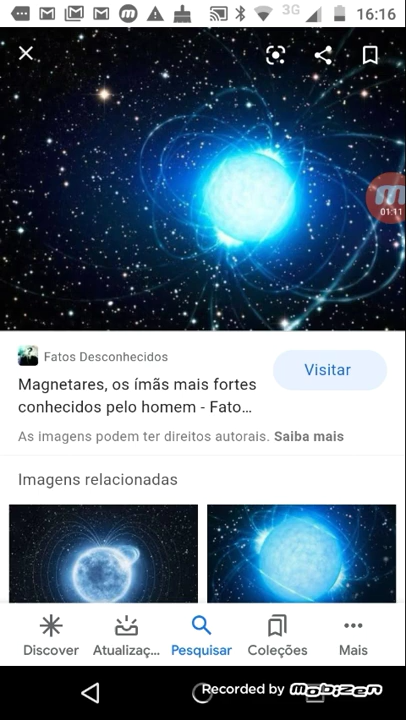 3G
16:16
01:11
Fatos Desconhecidos
Magnetares, os ímãs mais fortes
conhecidos pelo homem - Fato...
Visitar
As imagens podem ter direitos autorais. Saiba mais
Imagens relacionadas
Discover
Atualizaç...
Pesquisar
Coleções
Mais
Recorded by mobizen